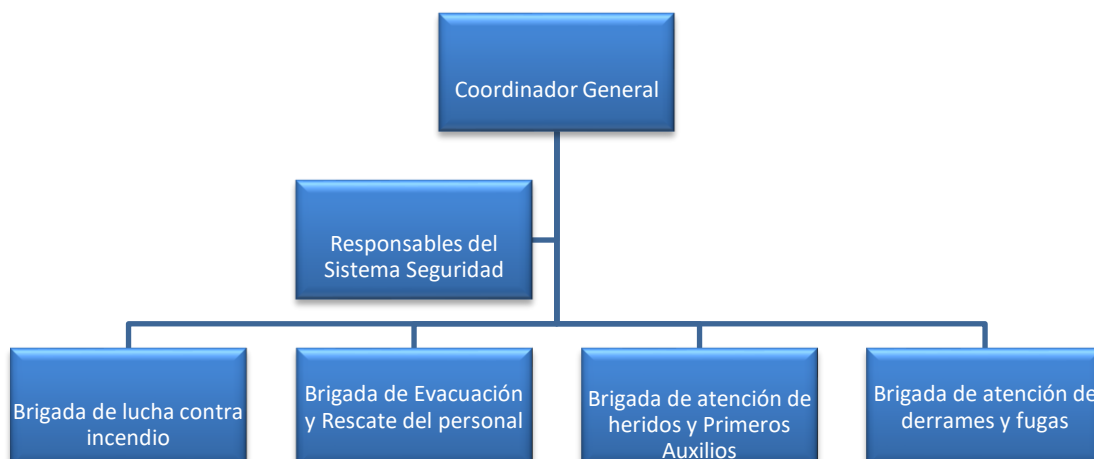 Coordinador General
Responsables del
Sistema Seguridad
Brigada de lucha contra
incendio
Brigada de Evacuación
y Rescate del personal
Brigada de atención de
heridos y Primeros
Auxilios
Brigada de atención de
derrames y fugas